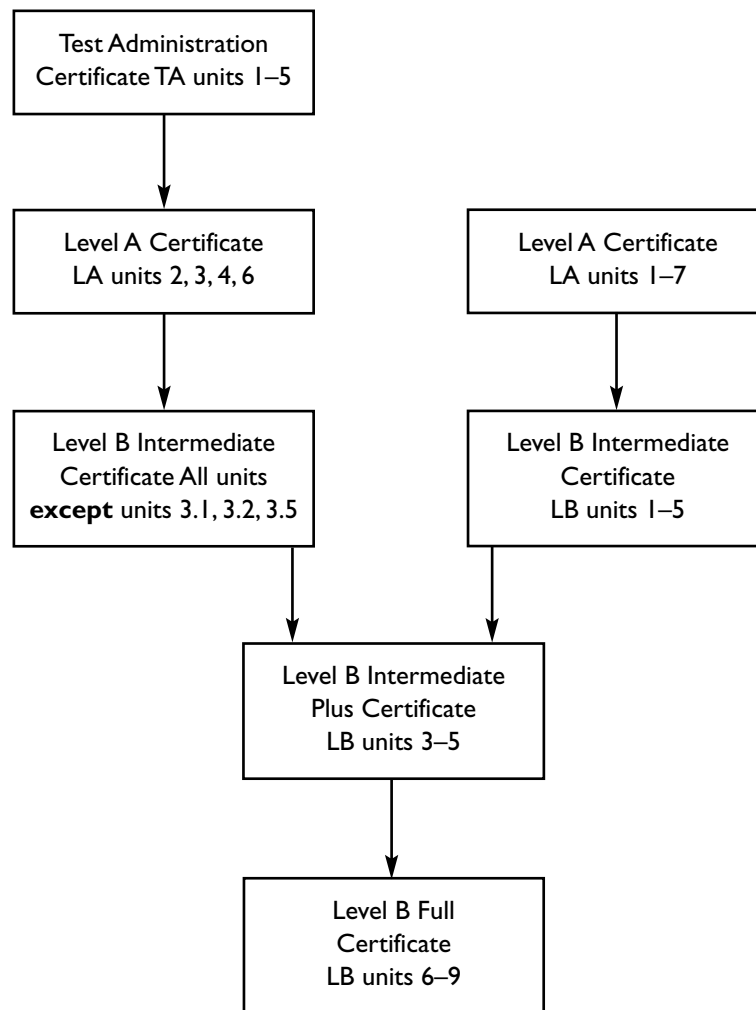 Test Administration
Certificate TA units 1–5
Level A Certificate
LA units 2, 3, 4, 6
Level A Certificate
LA units 1–7
Level B Intermediate
Certificate All units
except units 3.1, 3.2, 3.5
Level B Intermediate
Certificate
LB units 1–5
Level B Intermediate
Plus Certificate
LB units 3–5
Level B Full
Certificate
LB units 6–9